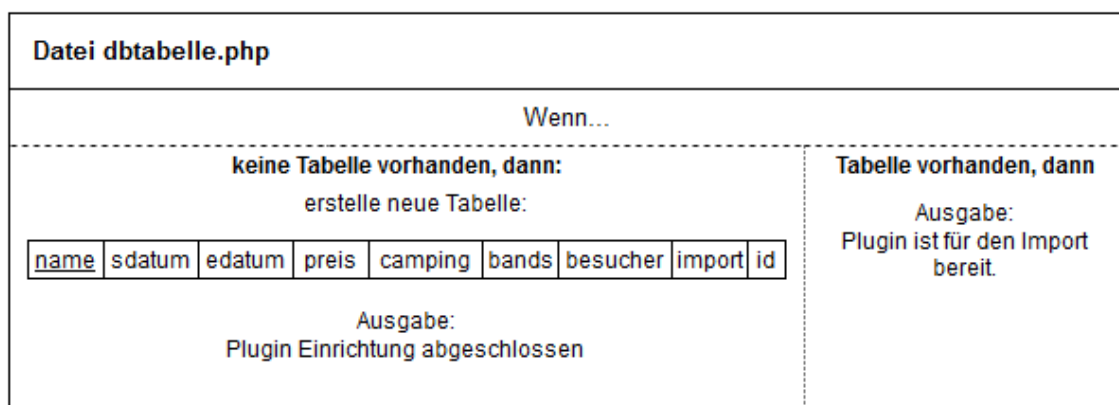 Datei dbtabelle.php
Wenn...
keine Tabelle vorhanden, dann:
erstelle neue Tabelle:
name sdatum edatum preis camping bands besucher import id
Ausgabe:
Plugin Einrichtung abgeschlossen
Tabelle vorhanden, dann
Ausgabe:
Plugin ist für den Import
bereit.